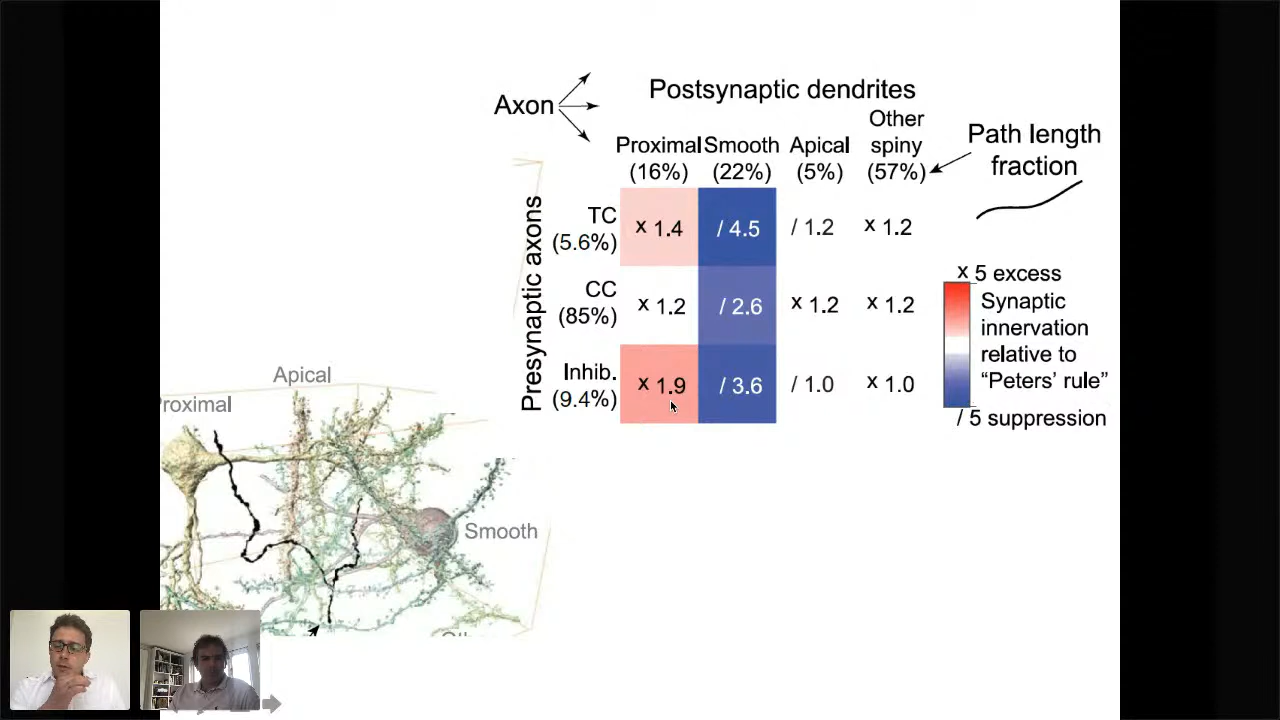 Axon
Postsynaptic dendrites
Proximal
(16%)
Smooth
(22%)
Apical
(5%)
Other
spiny
(57%)
Path length
fraction
Presynaptic axons
TC
(5.6%)
x 1.4
/ 4.5
/ 1.2
x 1.2
CC
(85%)
x 1.2
/ 2.6
x 1.2
x 1.2
Inhib.
(9.4%)
x 1.9
/ 3.6
/ 1.0
x 1.0
x 5 excess
Synaptic
innervation
relative to
“Peters’ rule”
/ 5 suppression
Apical
roximal
Smooth